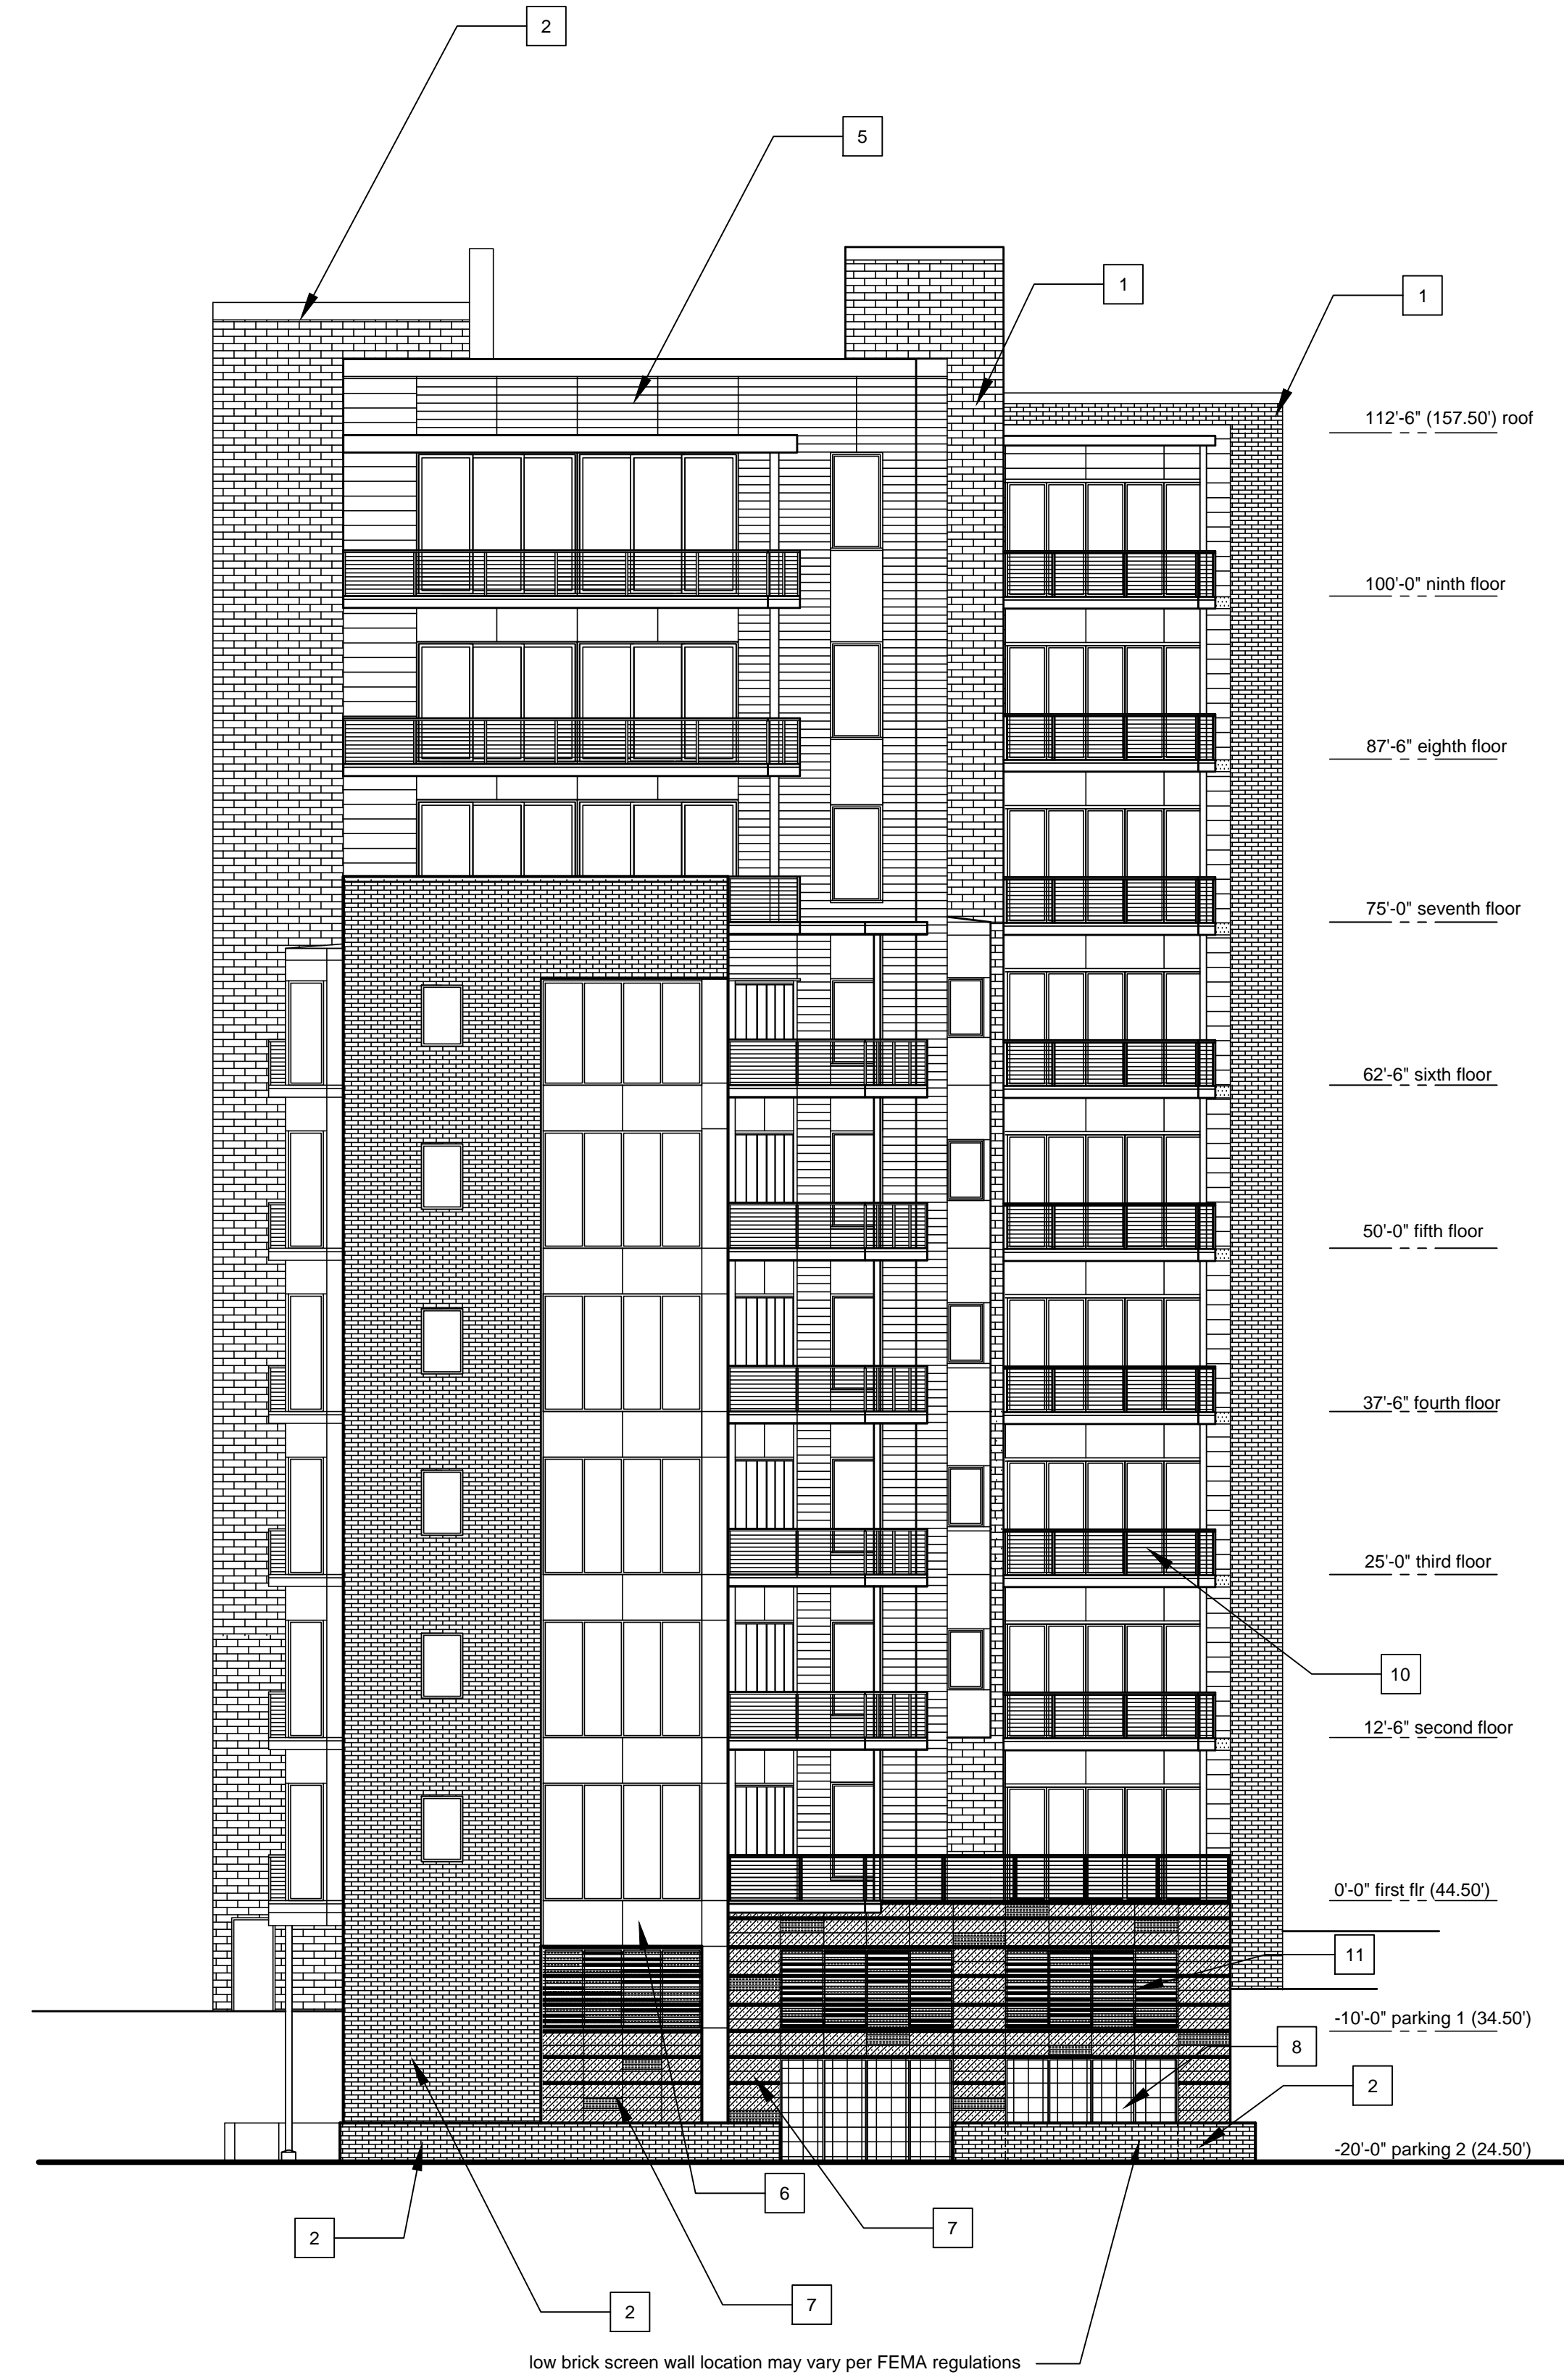 2
5
1
1
112'-6" (157.50') roof
100'-0" ninth floor
87'-6" eighth floor
75'-0" seventh floor
62'-6" sixth floor
50'-0" fifth floor
37'-6" fourth floor
25'-0" third floor
10
12'-6" second floor
0'-0" first flr (44.50')
11
-10'-0" parking 1 (34.50')
8
2
-20'-0" parking 2 (24.50')
6
7
2
7
2
low brick screen wall location may vary per FEMA regulations